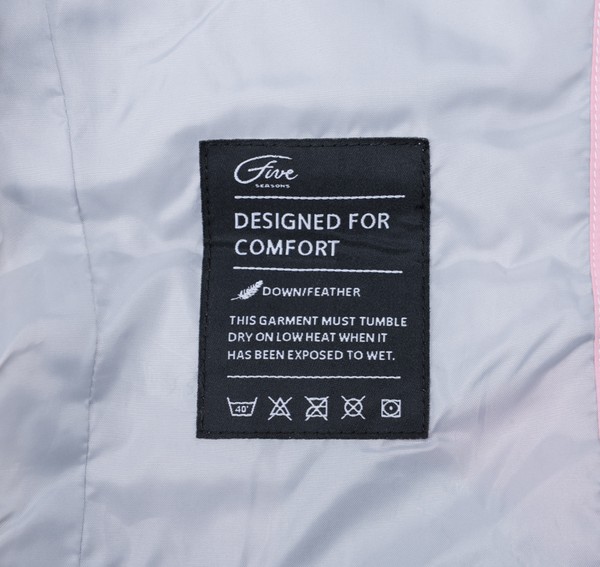 Five
SEASONS
DESIGNED FOR
COMFORT
DOWN/FEATHER
THIS GARMENT MUST TUMBLE
DRY ON LOW HEAT WHEN IT
HAS BEEN EXPOSED TO WET.
40°